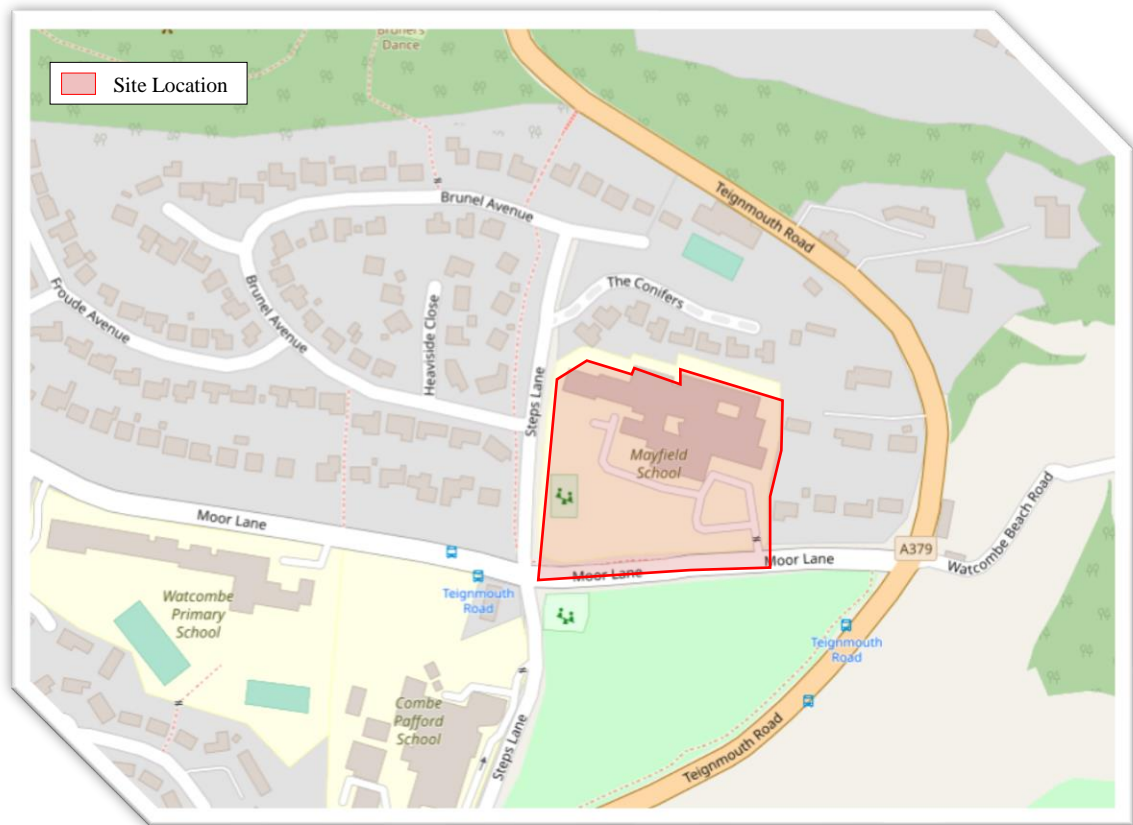 Bruners
Dance
Site Location
Teignmouth Road
Brunel Avenue
The Conifers
Froude Avenue
Brunel Avenue
Heaviside Close
Steps Lane
Mayfield
School
Moor Lane
A379
Watcombe Beach Road
Moor Lane
Moor Lane
Teignmouth
Road
Watcombe
Primary
School
Teignmouth
Road
Combe
Pafford
School
Steps Lane
Teignmouth Road